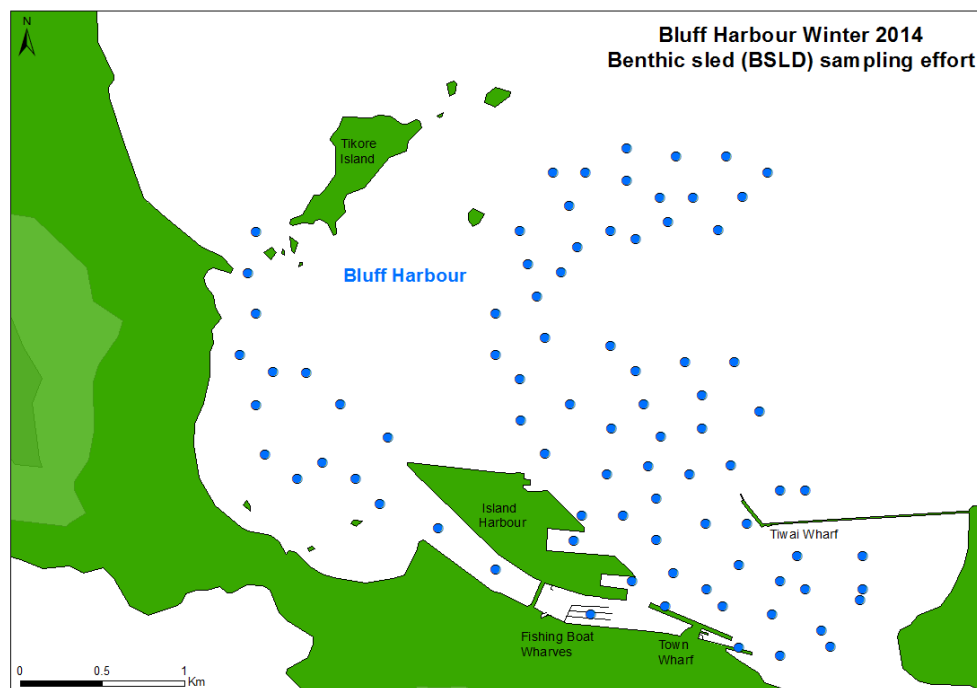 N
Bluff Harbour Winter 2014
Benthic sled (BSLD) sampling effort
Tikore
Island
Bluff Harbour
Island
Harbour
Tiwai Wharf
Fishing Boat
Wharves
Town
Wharf
0 0.5 1
Km